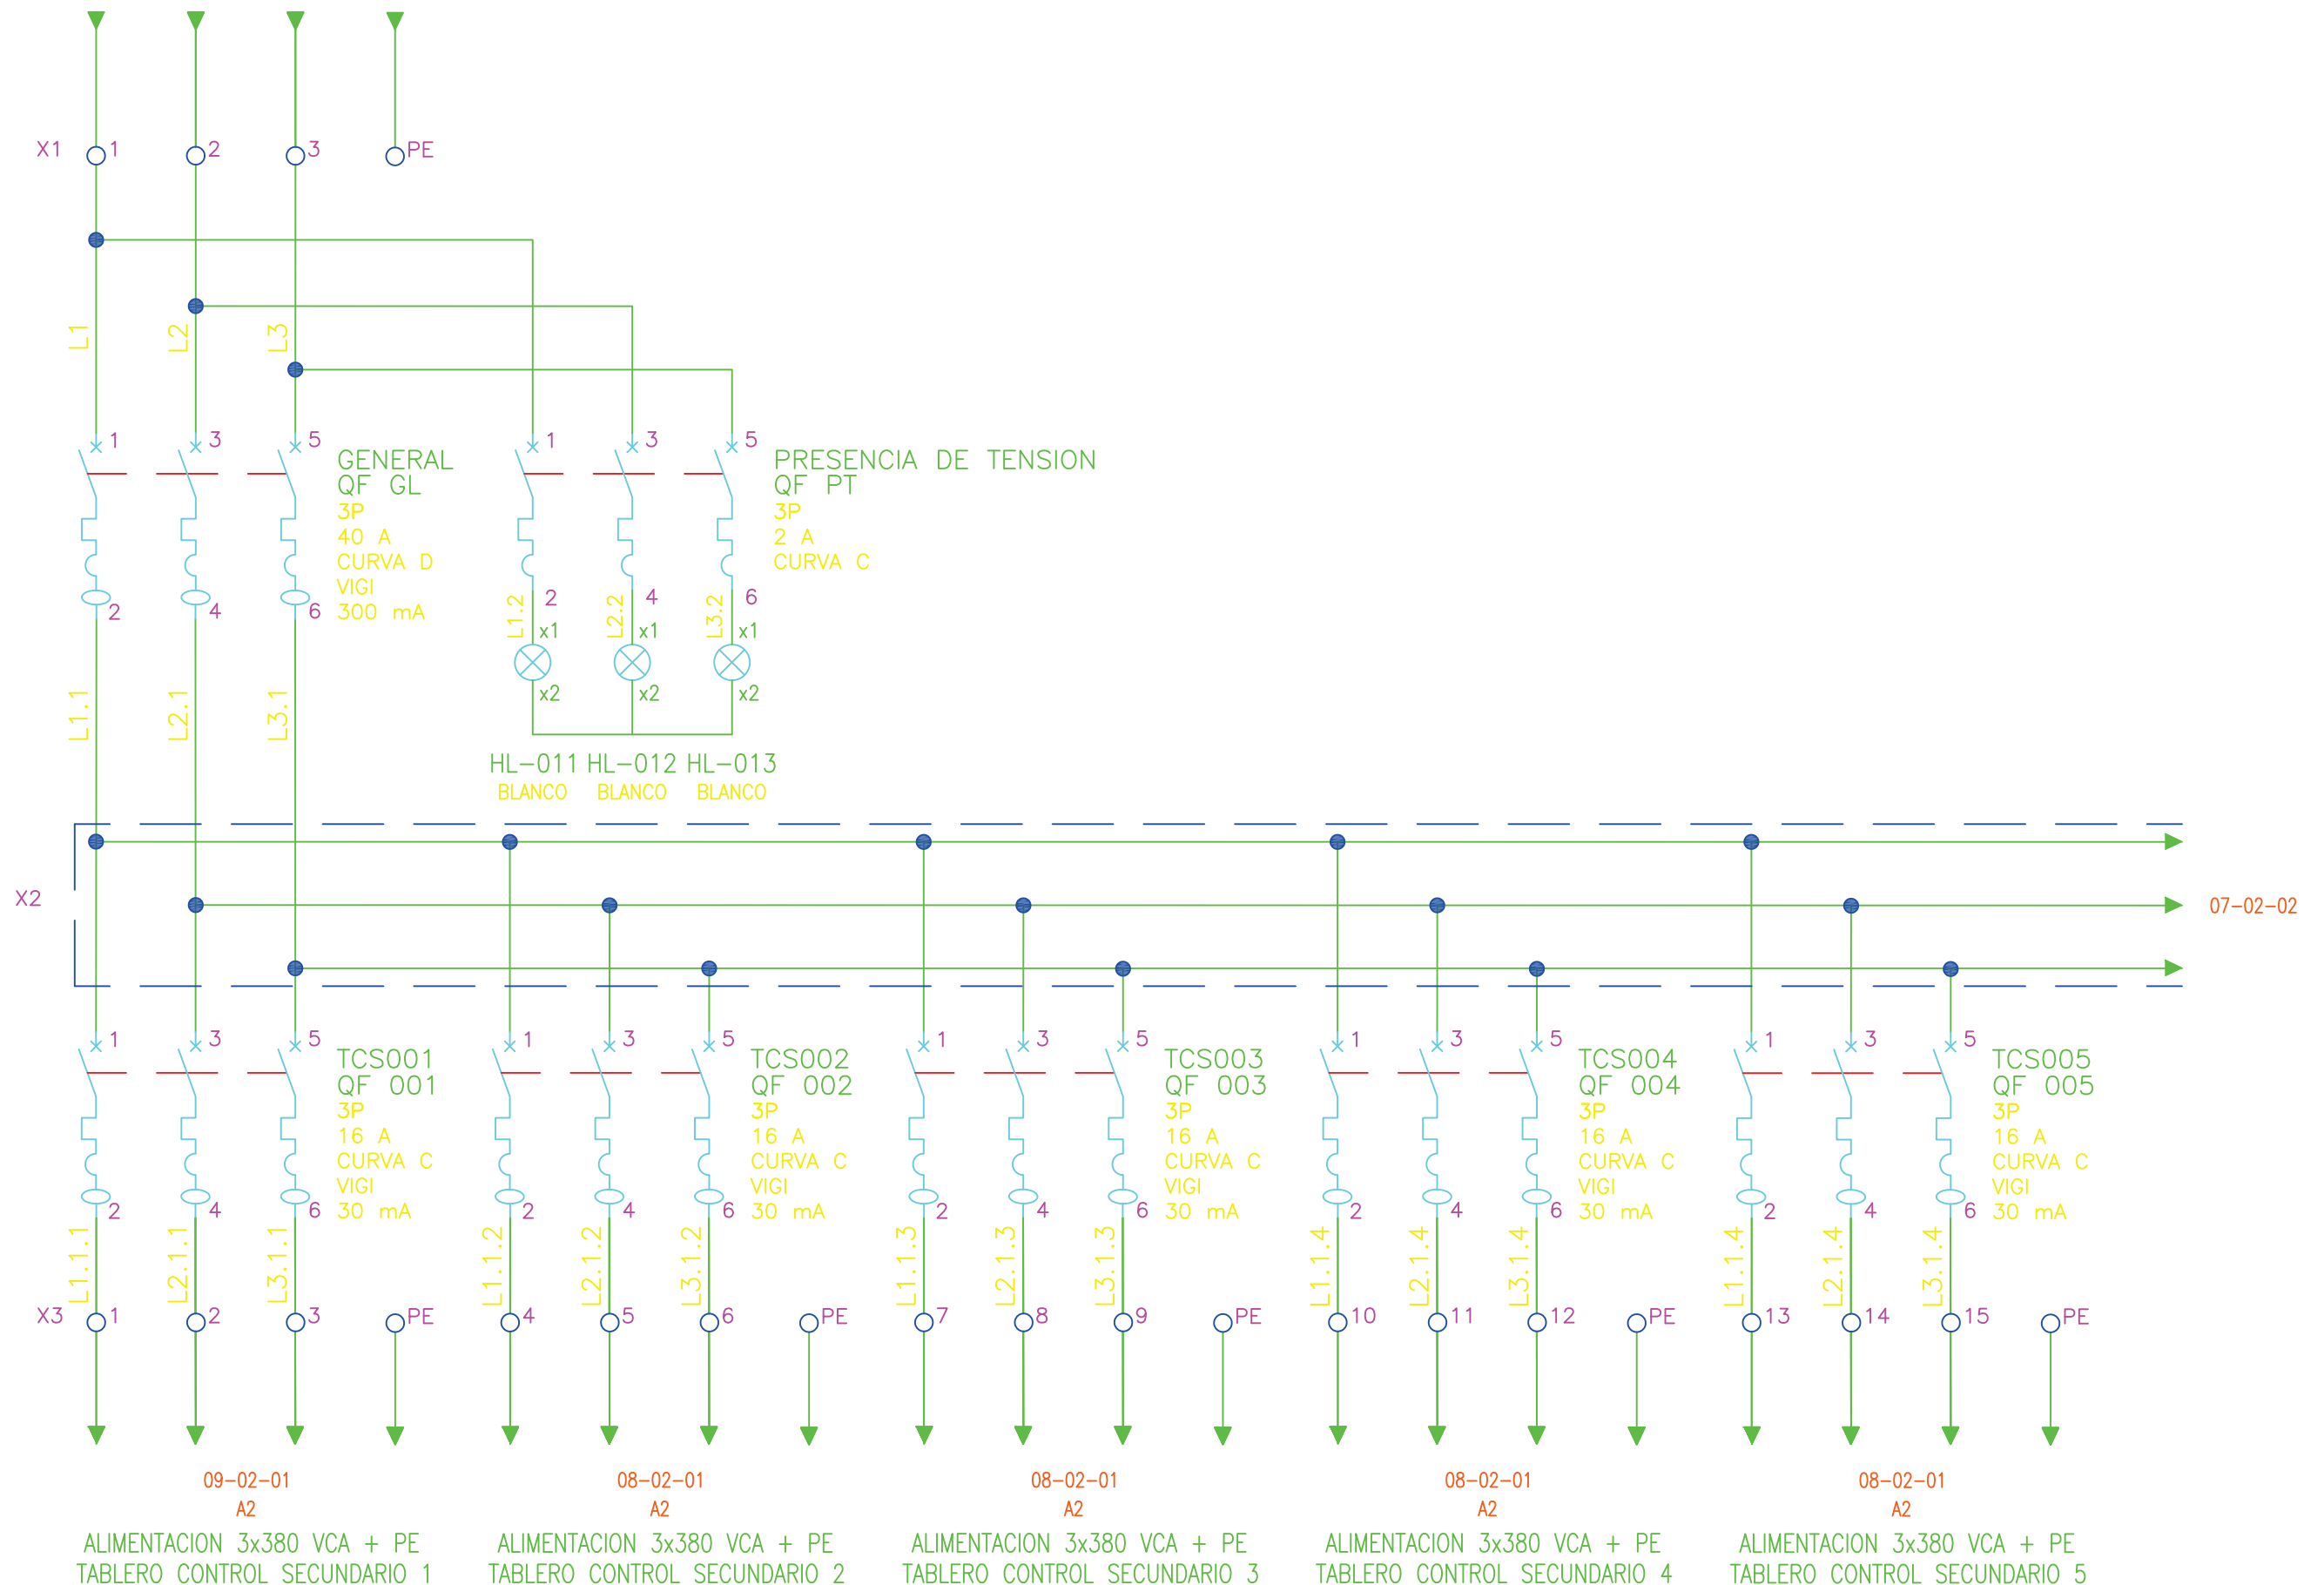 X1 1 2 3 PE
L1 L2 L3
1 3 5
GENERAL
QF GL
3P
40 A
CURVA D
VIGI
300 mA
2 4 6
1 3 5
PRESENCIA DE TENSION
QF PT
3P
2 A
CURVA C
2 4 6
L1.2 L2.2 L3.2
x1 x1 x1
x2 x2 x2
HL-011 HL-012 HL-013
BLANCO BLANCO BLANCO
L1.1 L2.1 L3.1
X2
07-02-02
1 3 5
TCS001
QF 001
3P
16 A
CURVA C
VIGI
30 mA
2 4 6
L1.1.1 L2.1.1 L3.1.1
X3 1 2 3 PE
09-02-01
A2
ALIMENTACION 3x380 VCA + PE
TABLERO CONTROL SECUNDARIO 1
1 3 5
TCS002
QF 002
3P
16 A
CURVA C
VIGI
30 mA
2 4 6
L1.1.2 L2.1.2 L3.1.2
4 5 6 PE
08-02-01
A2
ALIMENTACION 3x380 VCA + PE
TABLERO CONTROL SECUNDARIO 2
1 3 5
TCS003
QF 003
3P
16 A
CURVA C
VIGI
30 mA
2 4 6
L1.1.3 L2.1.3 L3.1.3
7 8 9 PE
08-02-01
A2
ALIMENTACION 3x380 VCA + PE
TABLERO CONTROL SECUNDARIO 3
1 3 5
TCS004
QF 004
3P
16 A
CURVA C
VIGI
30 mA
2 4 6
L1.1.4 L2.1.4 L3.1.4
10 11 12 PE
08-02-01
A2
ALIMENTACION 3x380 VCA + PE
TABLERO CONTROL SECUNDARIO 4
1 3 5
TCS005
QF 005
3P
16 A
CURVA C
VIGI
30 mA
2 4 6
L1.1.4 L2.1.4 L3.1.4
13 14 15 PE
08-02-01
A2
ALIMENTACION 3x380 VCA + PE
TABLERO CONTROL SECUNDARIO 5